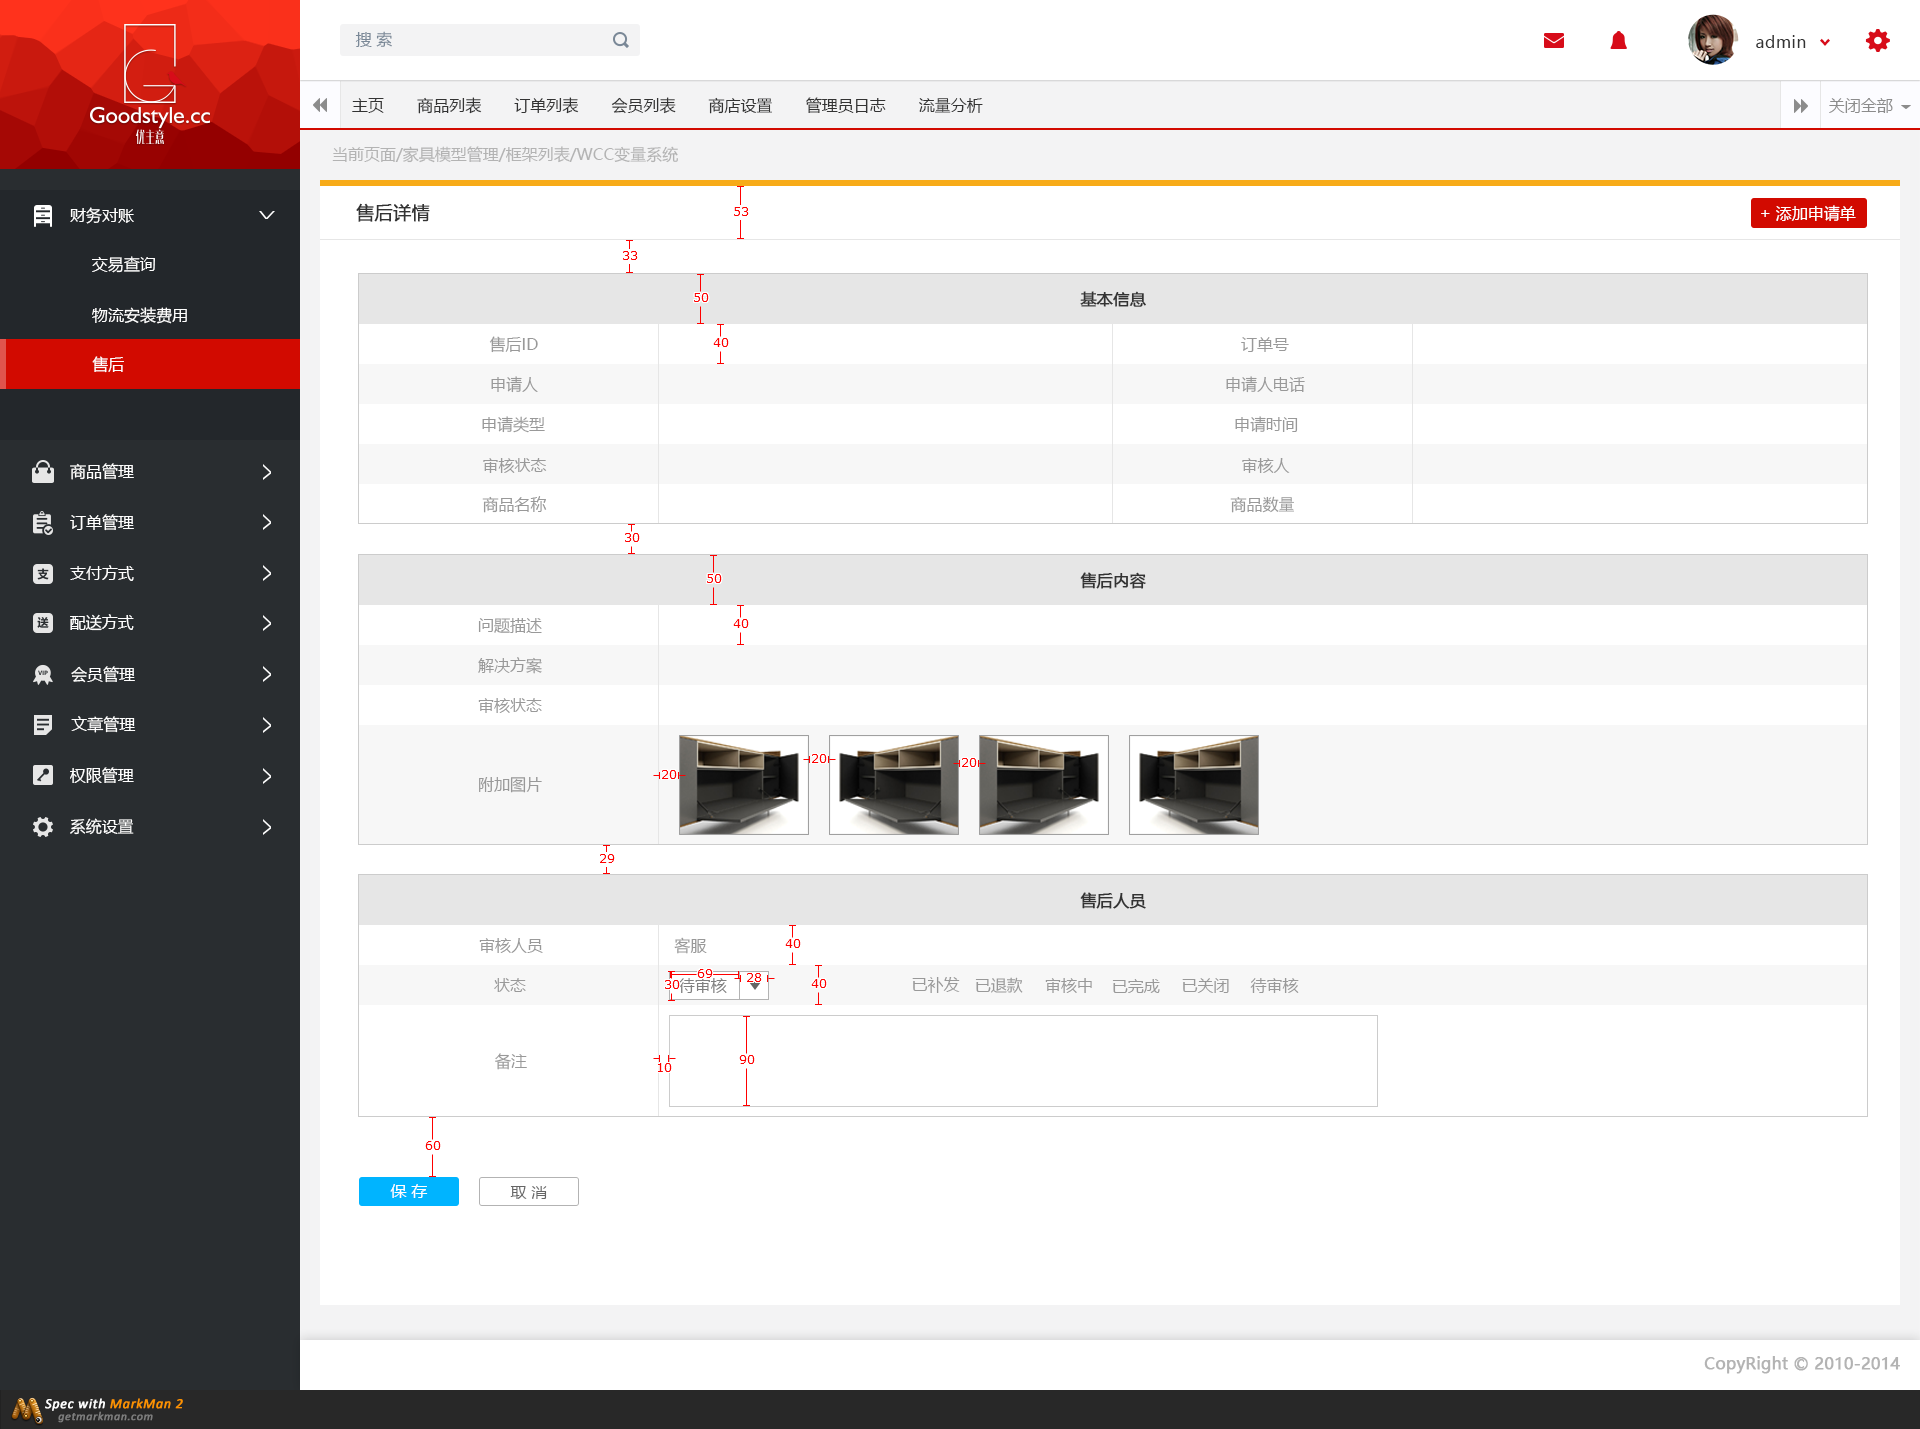 Goodstyle.cc
优主意
搜 索
admin
主页 商品列表 订单列表 会员列表 商店设置 管理员日志 流量分析 关闭全部
当前页面/家具模型管理/框架列表/WCC变量系统
财务对账
交易查询
物流安装费用
售后
商品管理
订单管理
支 支付方式
送 配送方式
VIP 会员管理
文章管理
权限管理
系统设置
售后详情 53 + 添加申请单
33
50 基本信息
售后ID 40 订单号
申请人 申请人电话
申请类型 申请时间
审核状态 审核人
商品名称 商品数量
30
50 售后内容
问题描述 40
解决方案
审核状态
附加图片 20 20 20
29
售后人员
审核人员 客服 40
状态 30 69 28 待审核 40 已补发 已退款 审核中 已完成 已关闭 待审核
备注 10 90
60
保 存 取 消
CopyRight © 2010-2014
Spec with MarkMan 2
getmarkman.com